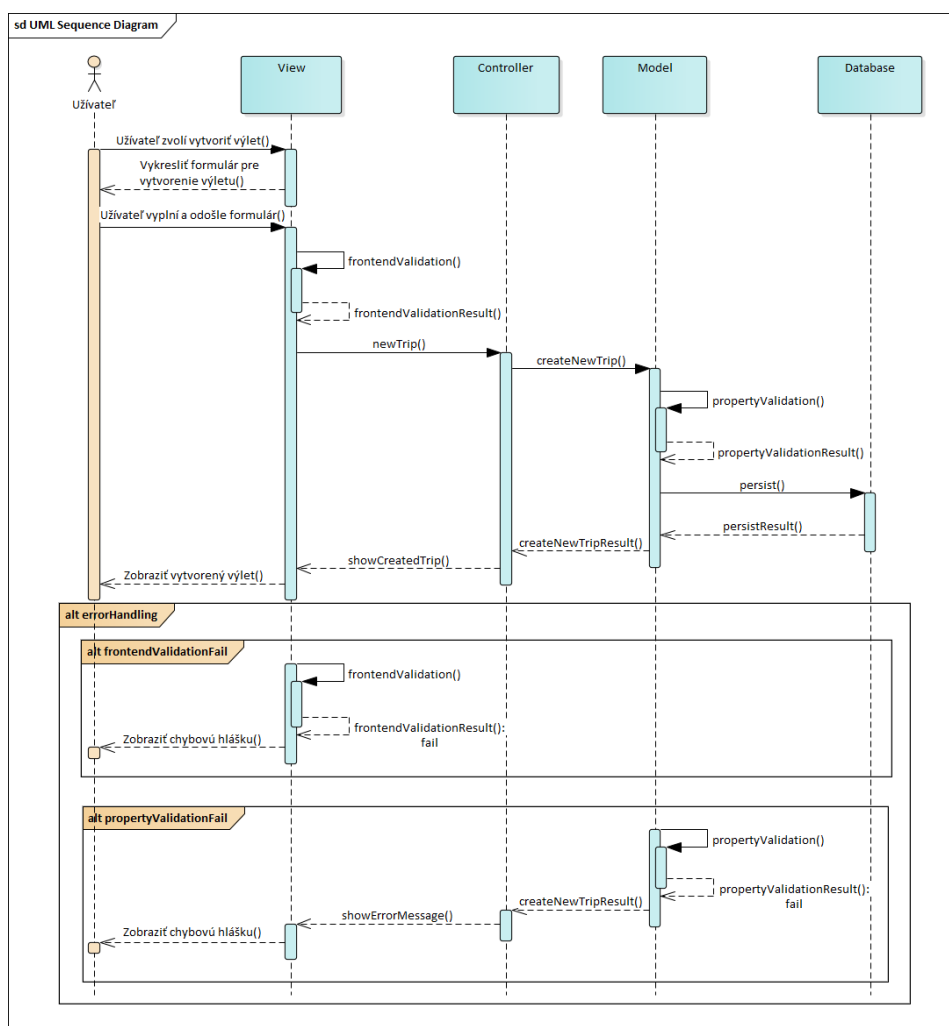 sd UML Sequence Diagram
View
Controller
Model
Database
Užívateľ
Užívateľ zvolí vytvoriť výlet()
Vykresliť formulár pre
vytvorenie výletu()
Užívateľ vyplní a odošle formulár()
frontendValidation()
frontendValidationResult()
newTrip()
createNewTrip()
propertyValidation()
propertyValidationResult()
persist()
persistResult()
createNewTripResult()
showCreatedTrip()
Zobraziť vytvorený výlet()
alt errorHandling
alt frontendValidationFail
frontendValidation()
frontendValidationResult():
fail
Zobraziť chybovú hlášku()
alt propertyValidationFail
propertyValidation()
propertyValidationResult():
fail
createNewTripResult()
showErrorMessage()
Zobraziť chybovú hlášku()